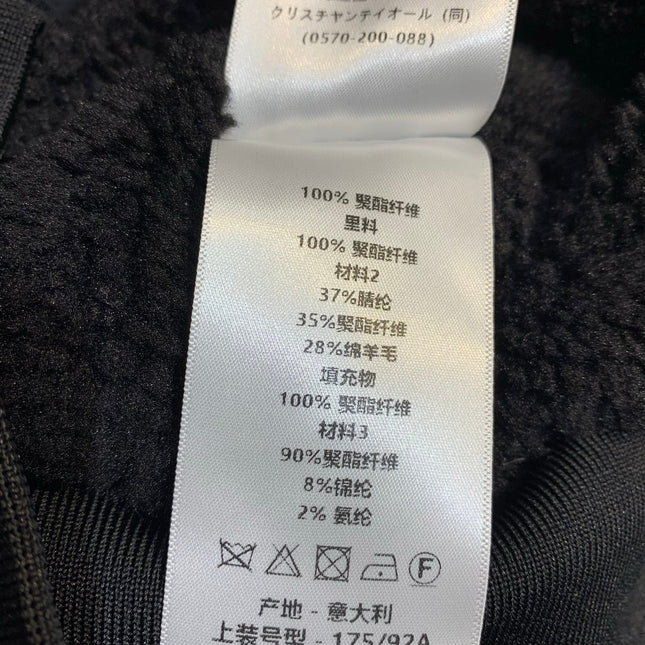 クリスチャンディオール (同)
(0570-200-088)
100% 聚酯纤维
里料
100% 聚酯纤维
材料2
37%腈纶
35%聚酯纤维
28%绵羊毛
填充物
100% 聚酯纤维
材料3
90%聚酯纤维
8%锦纶
2% 氨纶
F
产地 - 意大利
上装号型 - 175/92A